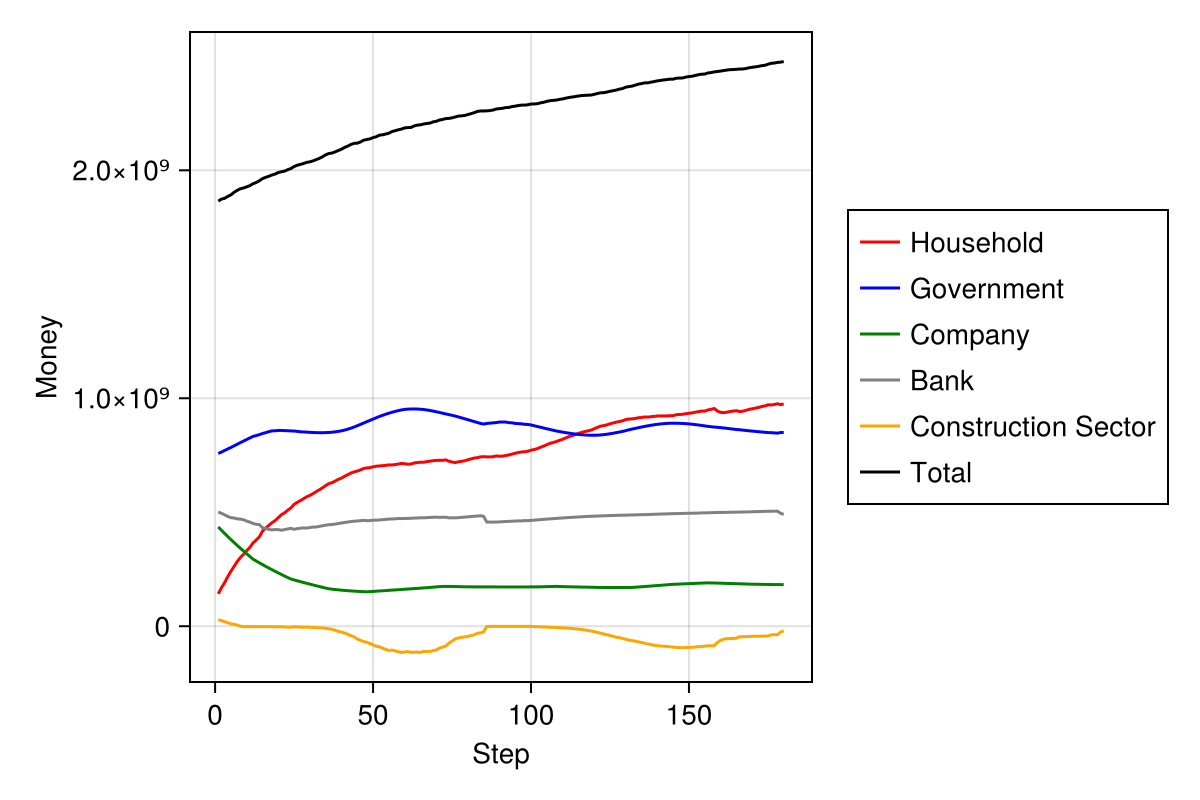 2.0×10⁹
1.0×10⁹
0
Money
0
50
100
150
Step
Household
Government
Company
Bank
Construction Sector
Total